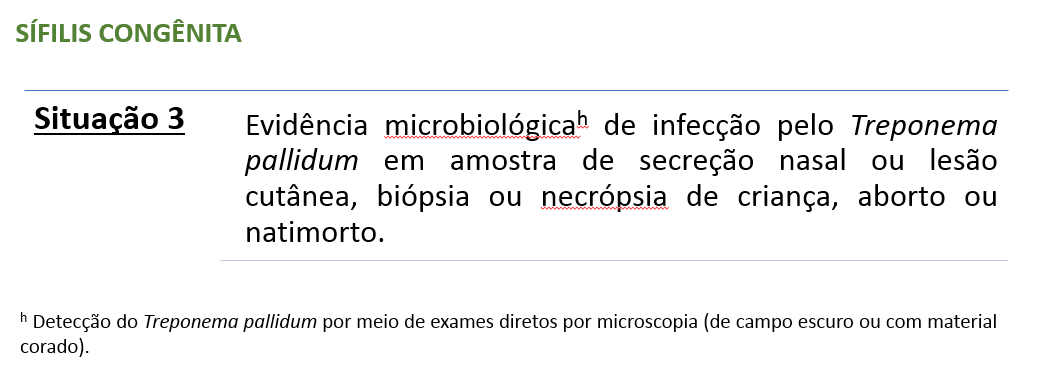 SÍFILIS CONGÊNITA
Situação 3
Evidência microbiológicaʰ de infecção pelo Treponema
pallidum em amostra de secreção nasal ou lesão
cutânea, biópsia ou necrópsia de criança, aborto ou
natimorto.
ʰ Detecção do Treponema pallidum por meio de exames diretos por microscopia (de campo escuro ou com material
corado).